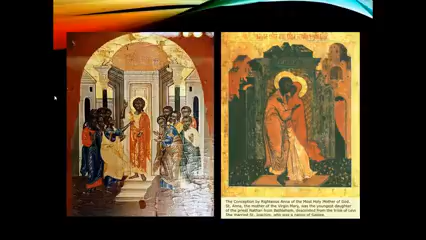 The Conception by Righteous Anna of the Most Holy Mother of God.
St. Anna, the mother of the Virgin Mary, was the youngest daughter
of the priest Matthan from Bethlehem, descended from the tribe of Levi.
She married St. Joachim, who was a native of Galilee.